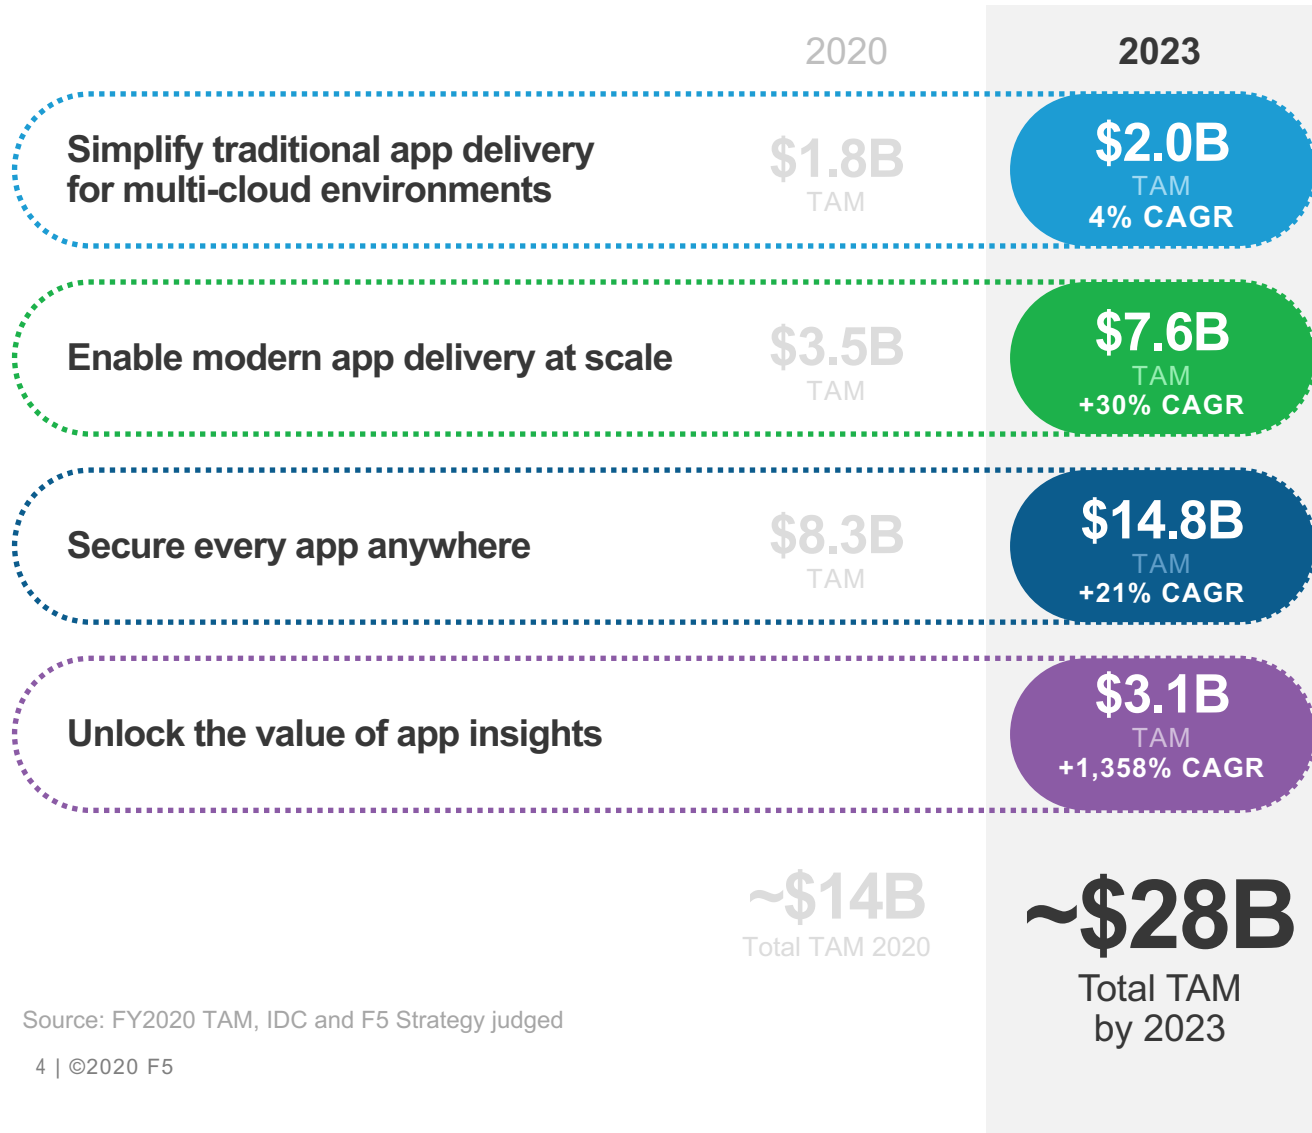 2020
2023
Simplify traditional app delivery
for multi-cloud environments
$1.8B
TAM
$2.0B
TAM
4% CAGR
Enable modern app delivery at scale
$3.5B
TAM
$7.6B
TAM
+30% CAGR
Secure every app anywhere
$8.3B
TAM
$14.8B
TAM
+21% CAGR
Unlock the value of app insights
$3.1B
TAM
+1,358% CAGR
~$14B
Total TAM 2020
~$28B
Total TAM
by 2023
Source: FY2020 TAM, IDC and F5 Strategy judged
4 | ©2020 F5